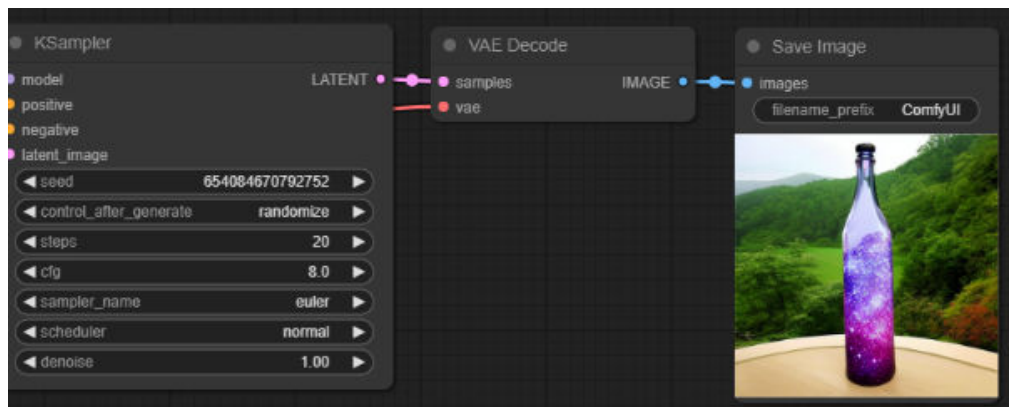 KSampler
model LATENT
positive
negative
latent_image
seed 654084670792752
control_after_generate randomize
steps 20
cfg 8.0
sampler_name euler
scheduler normal
denoise 1.00
VAE Decode
samples IMAGE
vae
Save Image
images
filename_prefix ComfyUI